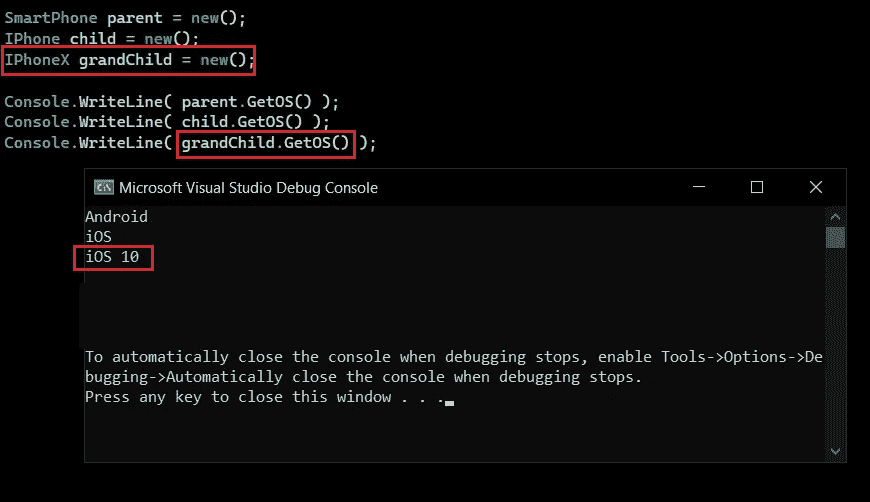 SmartPhone parent = new();
IPhone child = new();
IPhoneX grandChild = new();
Console.WriteLine( parent.GetOS() );
Console.WriteLine( child.GetOS() );
Console.WriteLine( grandChild.GetOS() );
C:\ Microsoft Visual Studio Debug Console
Android
iOS
iOS 10
To automatically close the console when debugging stops, enable Tools->Options->De
bugging->Automatically close the console when debugging stops.
Press any key to close this window . . .